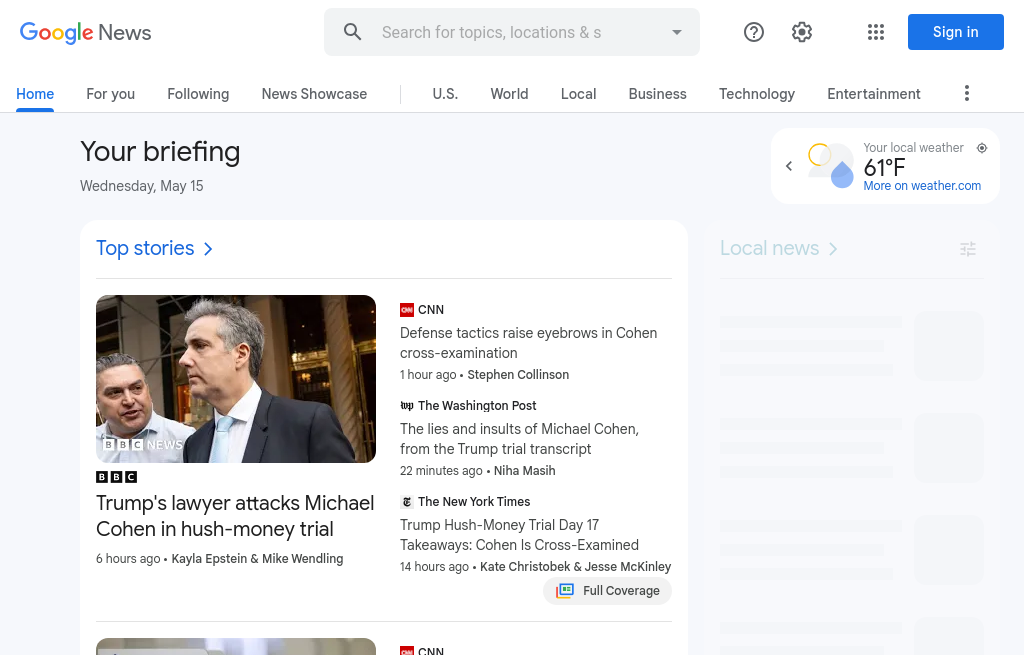 Google News
Search for topics, locations & s
Sign in
Home
For you
Following
News Showcase
U.S.
World
Local
Business
Technology
Entertainment
Your briefing
Wednesday, May 15
Your local weather
61°F
More on weather.com
Top stories
Local news
BBC NEWS
BBC
Trump's lawyer attacks Michael
Cohen in hush-money trial
6 hours ago • Kayla Epstein & Mike Wendling
CNN
Defense tactics raise eyebrows in Cohen
cross-examination
1 hour ago • Stephen Collinson
wp The Washington Post
The lies and insults of Michael Cohen,
from the Trump trial transcript
22 minutes ago • Niha Masih
The New York Times
Trump Hush-Money Trial Day 17
Takeaways: Cohen Is Cross-Examined
14 hours ago • Kate Christobek & Jesse McKinley
Full Coverage
CNN